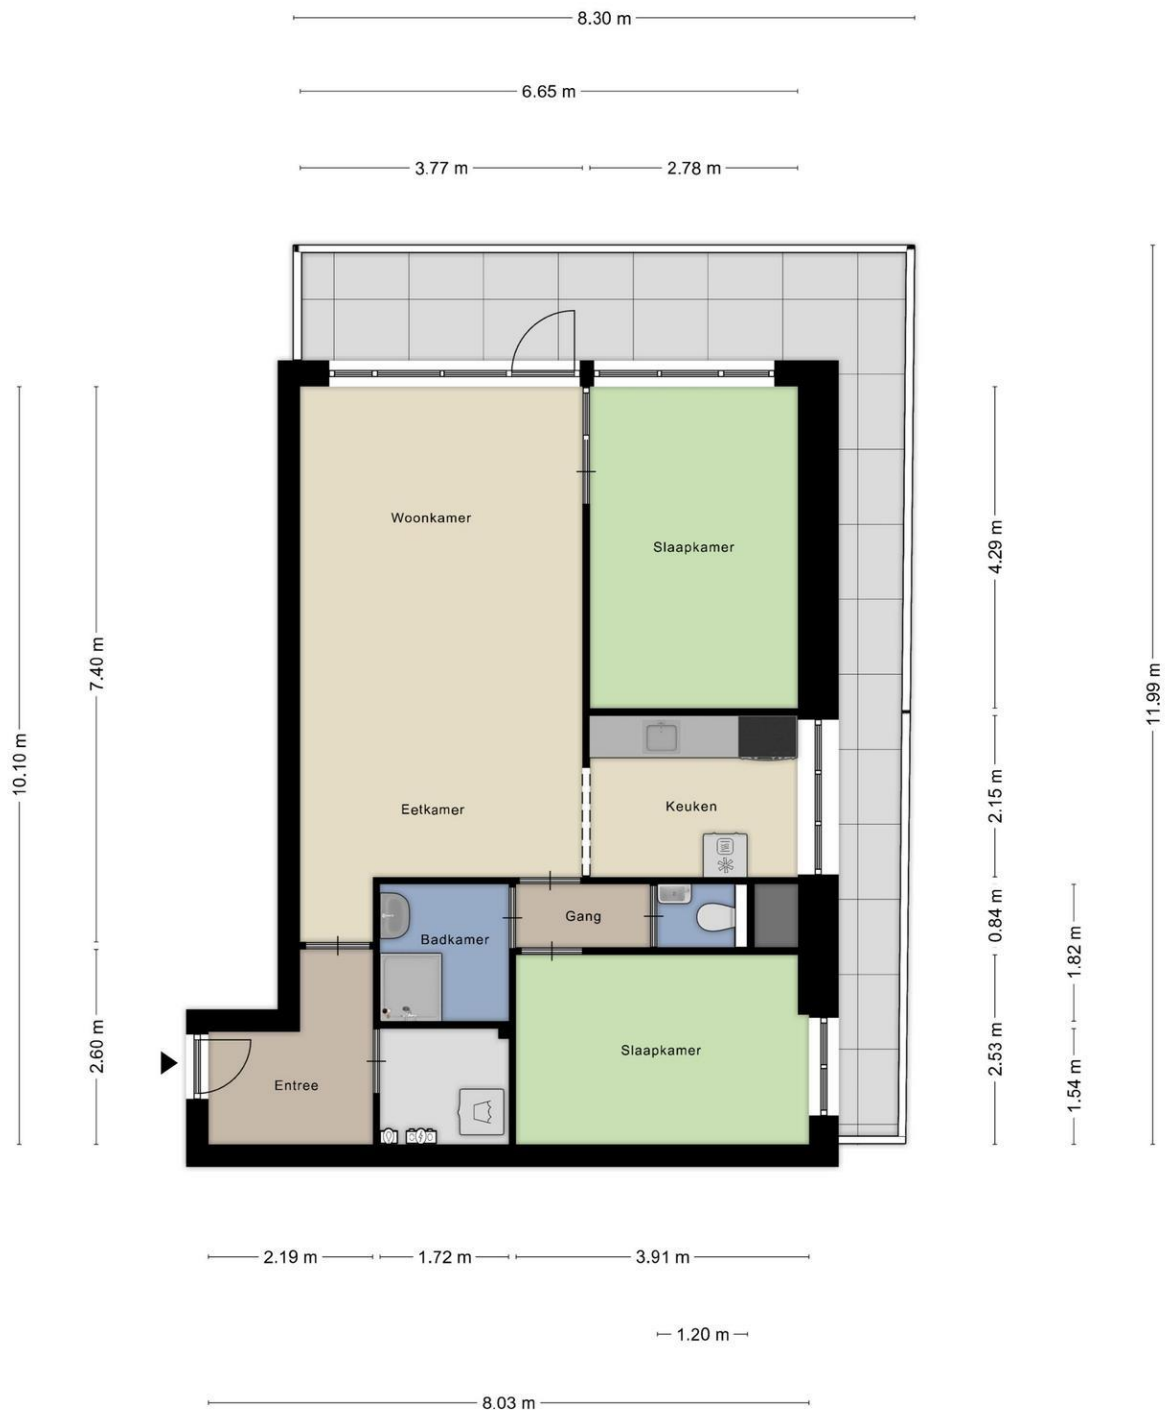 8.30 m
6.65 m
3.77 m
2.78 m
Woonkamer
Slaapkamer
4.29 m
7.40 m
11.99 m
10.10 m
Eetkamer
Keuken
2.15 m
Gang
0.84 m
Badkamer
1.82 m
Slaapkamer
2.60 m
2.53 m
Entree
1.54 m
2.19 m
1.72 m
3.91 m
1.20 m
8.03 m